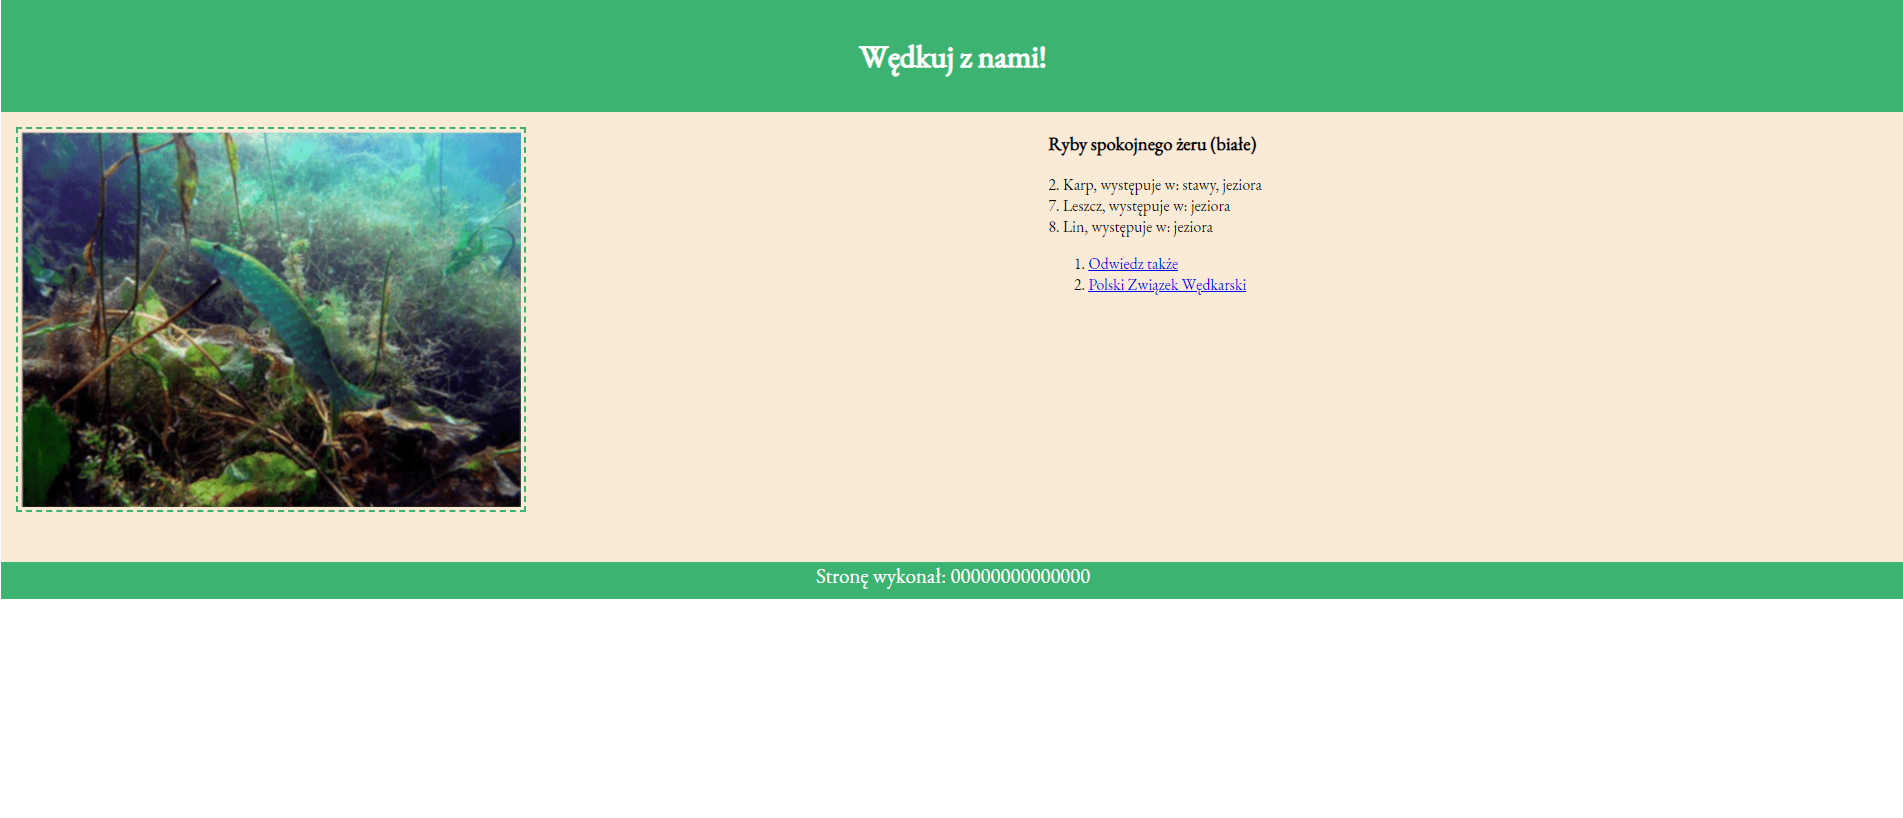 Wędkuj z nami!
Ryby spokojnego żeru (białe)
2. Karp, występuje w: stawy, jeziora
7. Leszcz, występuje w: jeziora
8. Lin, występuje w: jeziora
1. Odwiedz także
2. Polski Związek Wędkarski
Stronę wykonał: 00000000000000